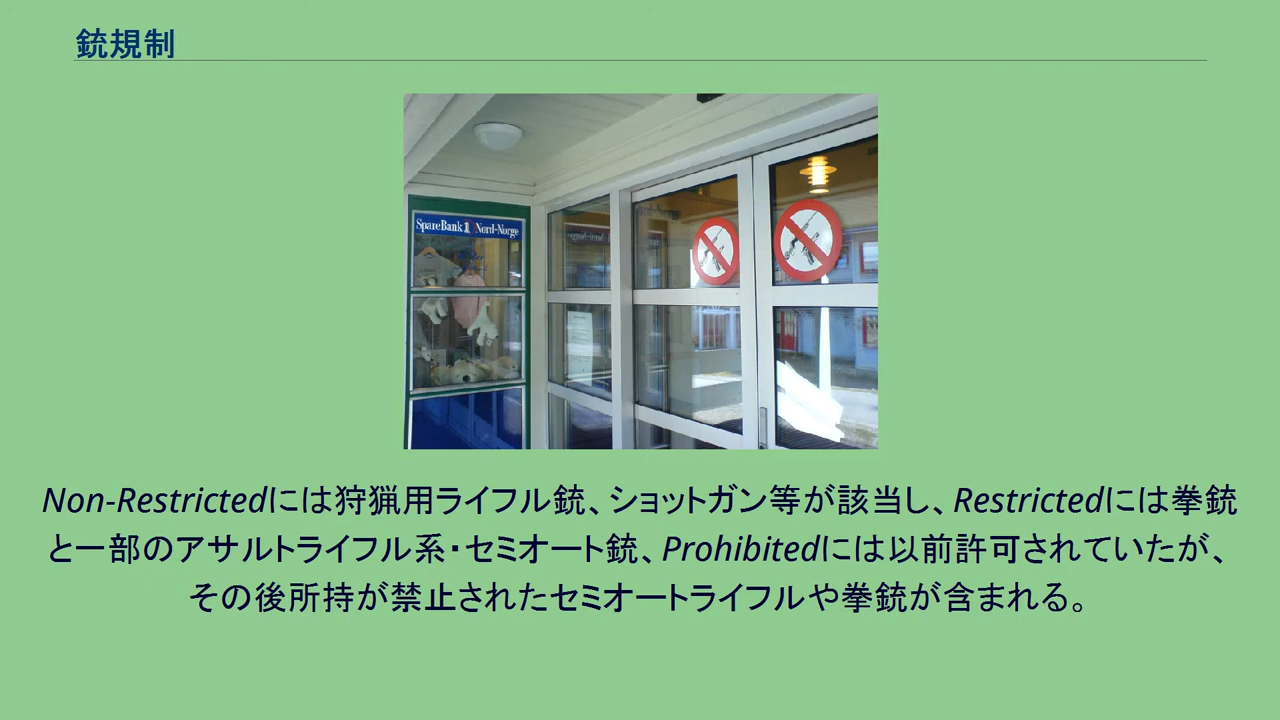 銃規制
SpareBank 1 Nord-Norge
Non-Restrictedには狩猟用ライフル銃、ショットガン等が該当し、Restrictedには拳銃
と一部のアサルトライフル系・セミオート銃、Prohibitedには以前許可されていたが、
その後所持が禁止されたセミオートライフルや拳銃が含まれる。